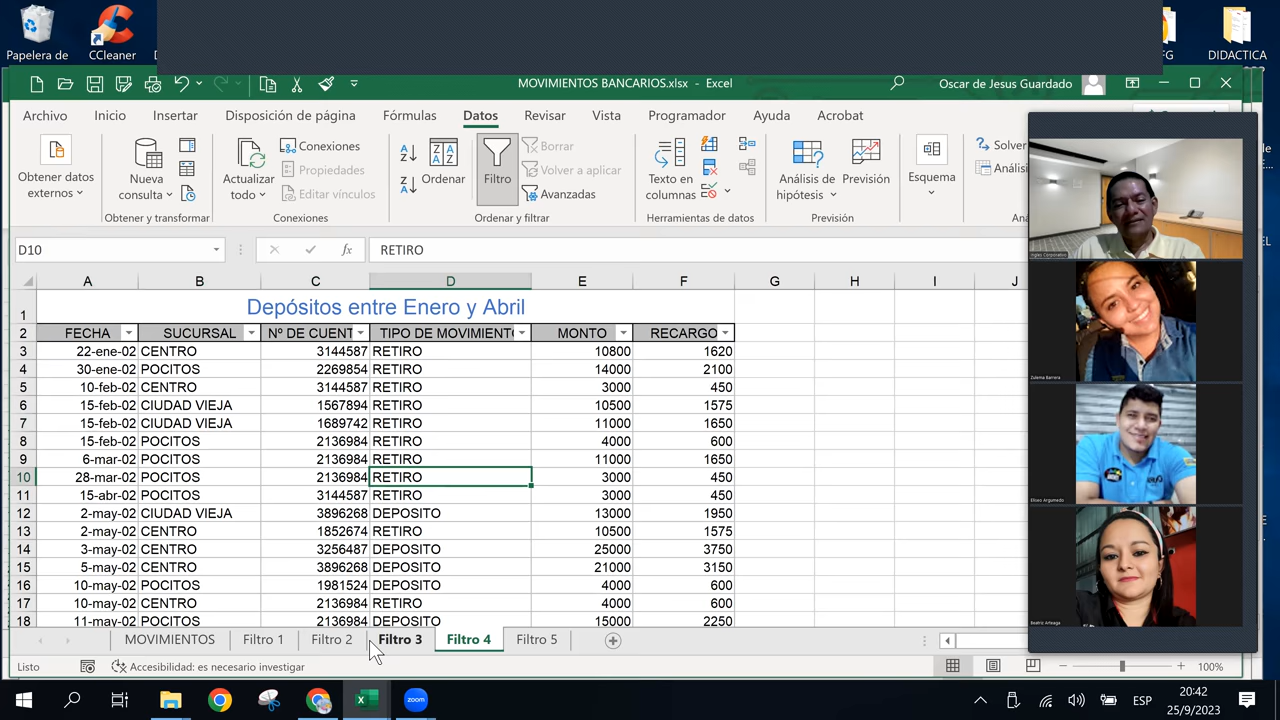 Papelera de
CCleaner
D
FG
DIDACTICA
MOVIMIENTOS BANCARIOS.xlsx - Excel
Oscar de Jesus Guardado
Archivo Inicio Insertar Disposición de página Fórmulas Datos Revisar Vista Programador Ayuda Acrobat
Obtener datos externos
Nueva consulta
Obtener y transformar
Actualizar todo
Conexiones
Propiedades
Editar vínculos
Conexiones
Ordenar
Filtro
Borrar
Volver a aplicar
Avanzadas
Ordenar y filtrar
Texto en columnas
Herramientas de datos
Análisis de hipótesis
Previsión
Previsión
Esquema
Solver
Análisis
Aná
D10
fx
RETIRO
A B C D E F G H I J
1 Depósitos entre Enero y Abril
2 FECHA SUCURSAL Nº DE CUENT TIPO DE MOVIMIENTO MONTO RECARGO
3 22-ene-02 CENTRO 3144587 RETIRO 10800 1620
4 30-ene-02 POCITOS 2269854 RETIRO 14000 2100
5 10-feb-02 CENTRO 3144587 RETIRO 3000 450
6 15-feb-02 CIUDAD VIEJA 1567894 RETIRO 10500 1575
7 15-feb-02 CIUDAD VIEJA 1689742 RETIRO 11000 1650
8 15-feb-02 POCITOS 2136984 RETIRO 4000 600
9 6-mar-02 POCITOS 2136984 RETIRO 11000 1650
10 28-mar-02 POCITOS 2136984 RETIRO 3000 450
11 15-abr-02 POCITOS 3144587 RETIRO 3000 450
12 2-may-02 CIUDAD VIEJA 3896268 DEPOSITO 13000 1950
13 2-may-02 CENTRO 1852674 RETIRO 10500 1575
14 3-may-02 CENTRO 3256487 DEPOSITO 25000 3750
15 5-may-02 CENTRO 3896268 DEPOSITO 21000 3150
16 10-may-02 POCITOS 1981524 DEPOSITO 4000 600
17 10-may-02 CENTRO 2136984 RETIRO 4000 600
18 11-may-02 POCITOS 2136984 DEPOSITO 15000 2250
MOVIMIENTOS Filtro 1 Filtro 2 Filtro 3 Filtro 4 Filtro 5
Listo
Accesibilidad: es necesario investigar
100%
Ingles Corporativo
Zulema Barrera
Eliseo Argumedo
Beatriz Arteaga
zoom
ESP
20:42
25/9/2023